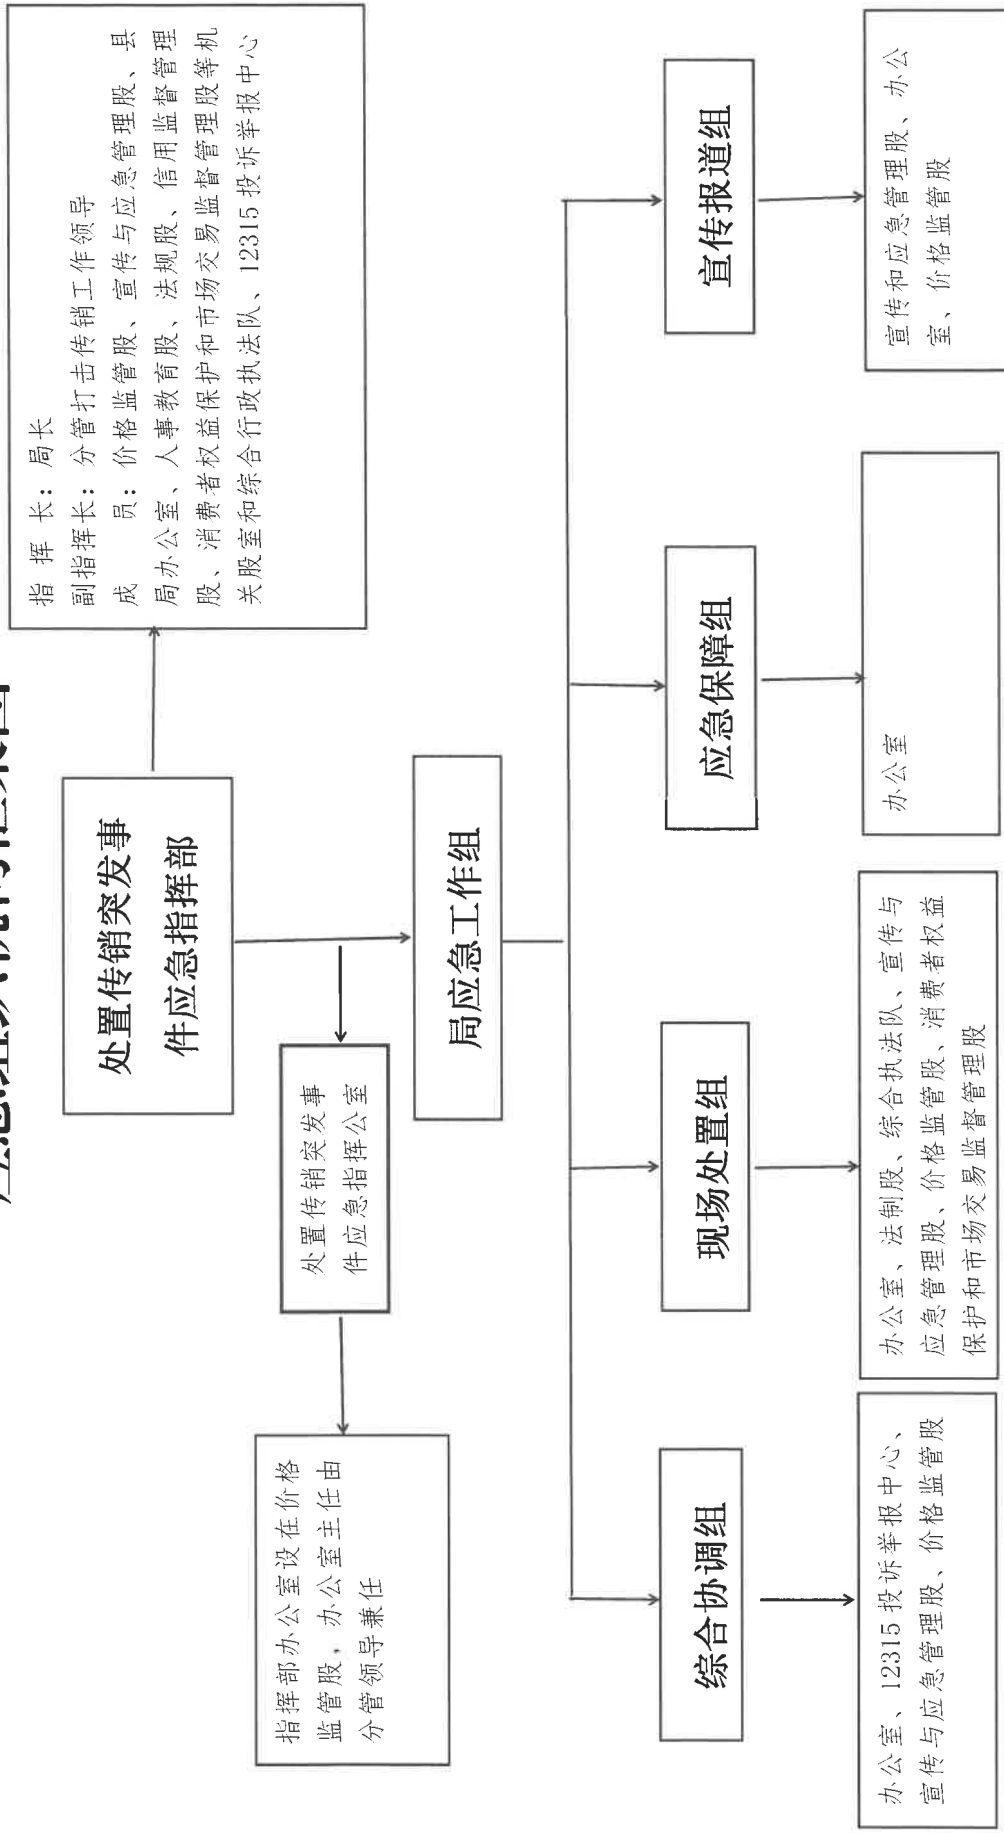 应急组织机构框架图
处置传销突发事
件应急指挥部
指 挥 长：局长
副指挥长：分管打击传销工作领导
成　　员：价格监管股、宣传与应急管理股、县
局办公室、人事教育股、法规股、信用监督管理
股、消费者权益保护和市场交易监督管理股等机
关股室和综合行政执法队、12315投诉举报中心
指挥部办公室设在价格
监管股，办公室主任由
分管领导兼任
处置传销突发事
件应急指挥公室
局应急工作组
综合协调组
现场处置组
应急保障组
宣传报道组
办公室、12315投诉举报中心、
宣传与应急管理股、价格监管股
办公室、法制股、综合执法队、宣传与
应急管理股、价格监管股、消费者权益
保护和市场交易监督管理股
办公室
宣传和应急管理股、办公
室、价格监管股